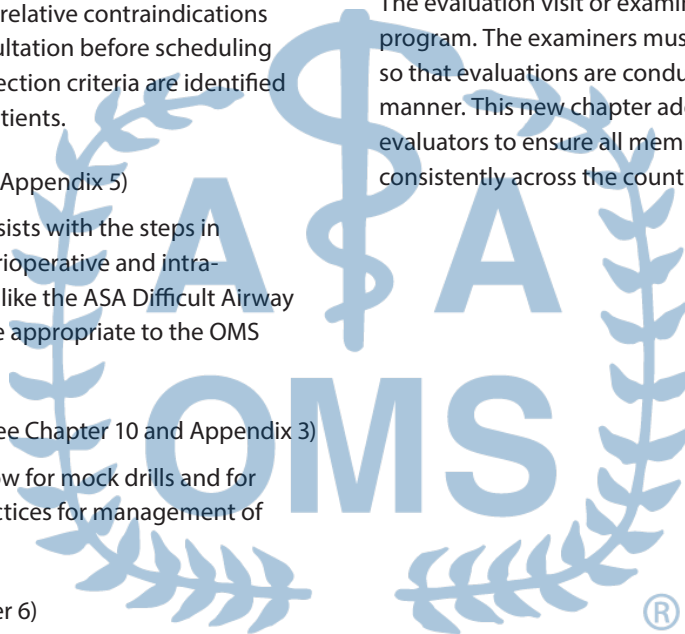 relative contraindications
ultation before scheduling
ection criteria are identified
tients.
Appendix 5)
sists with the steps in
rioperative and intra-
like the ASA Difficult Airway
e appropriate to the OMS
ee Chapter 10 and Appendix 3)
ow for mock drills and for
ctices for management of
er 6)
The evaluation visit or examin
program. The examiners mus
so that evaluations are condu
manner. This new chapter add
evaluators to ensure all mem
consistently across the count
A A
OMS
®